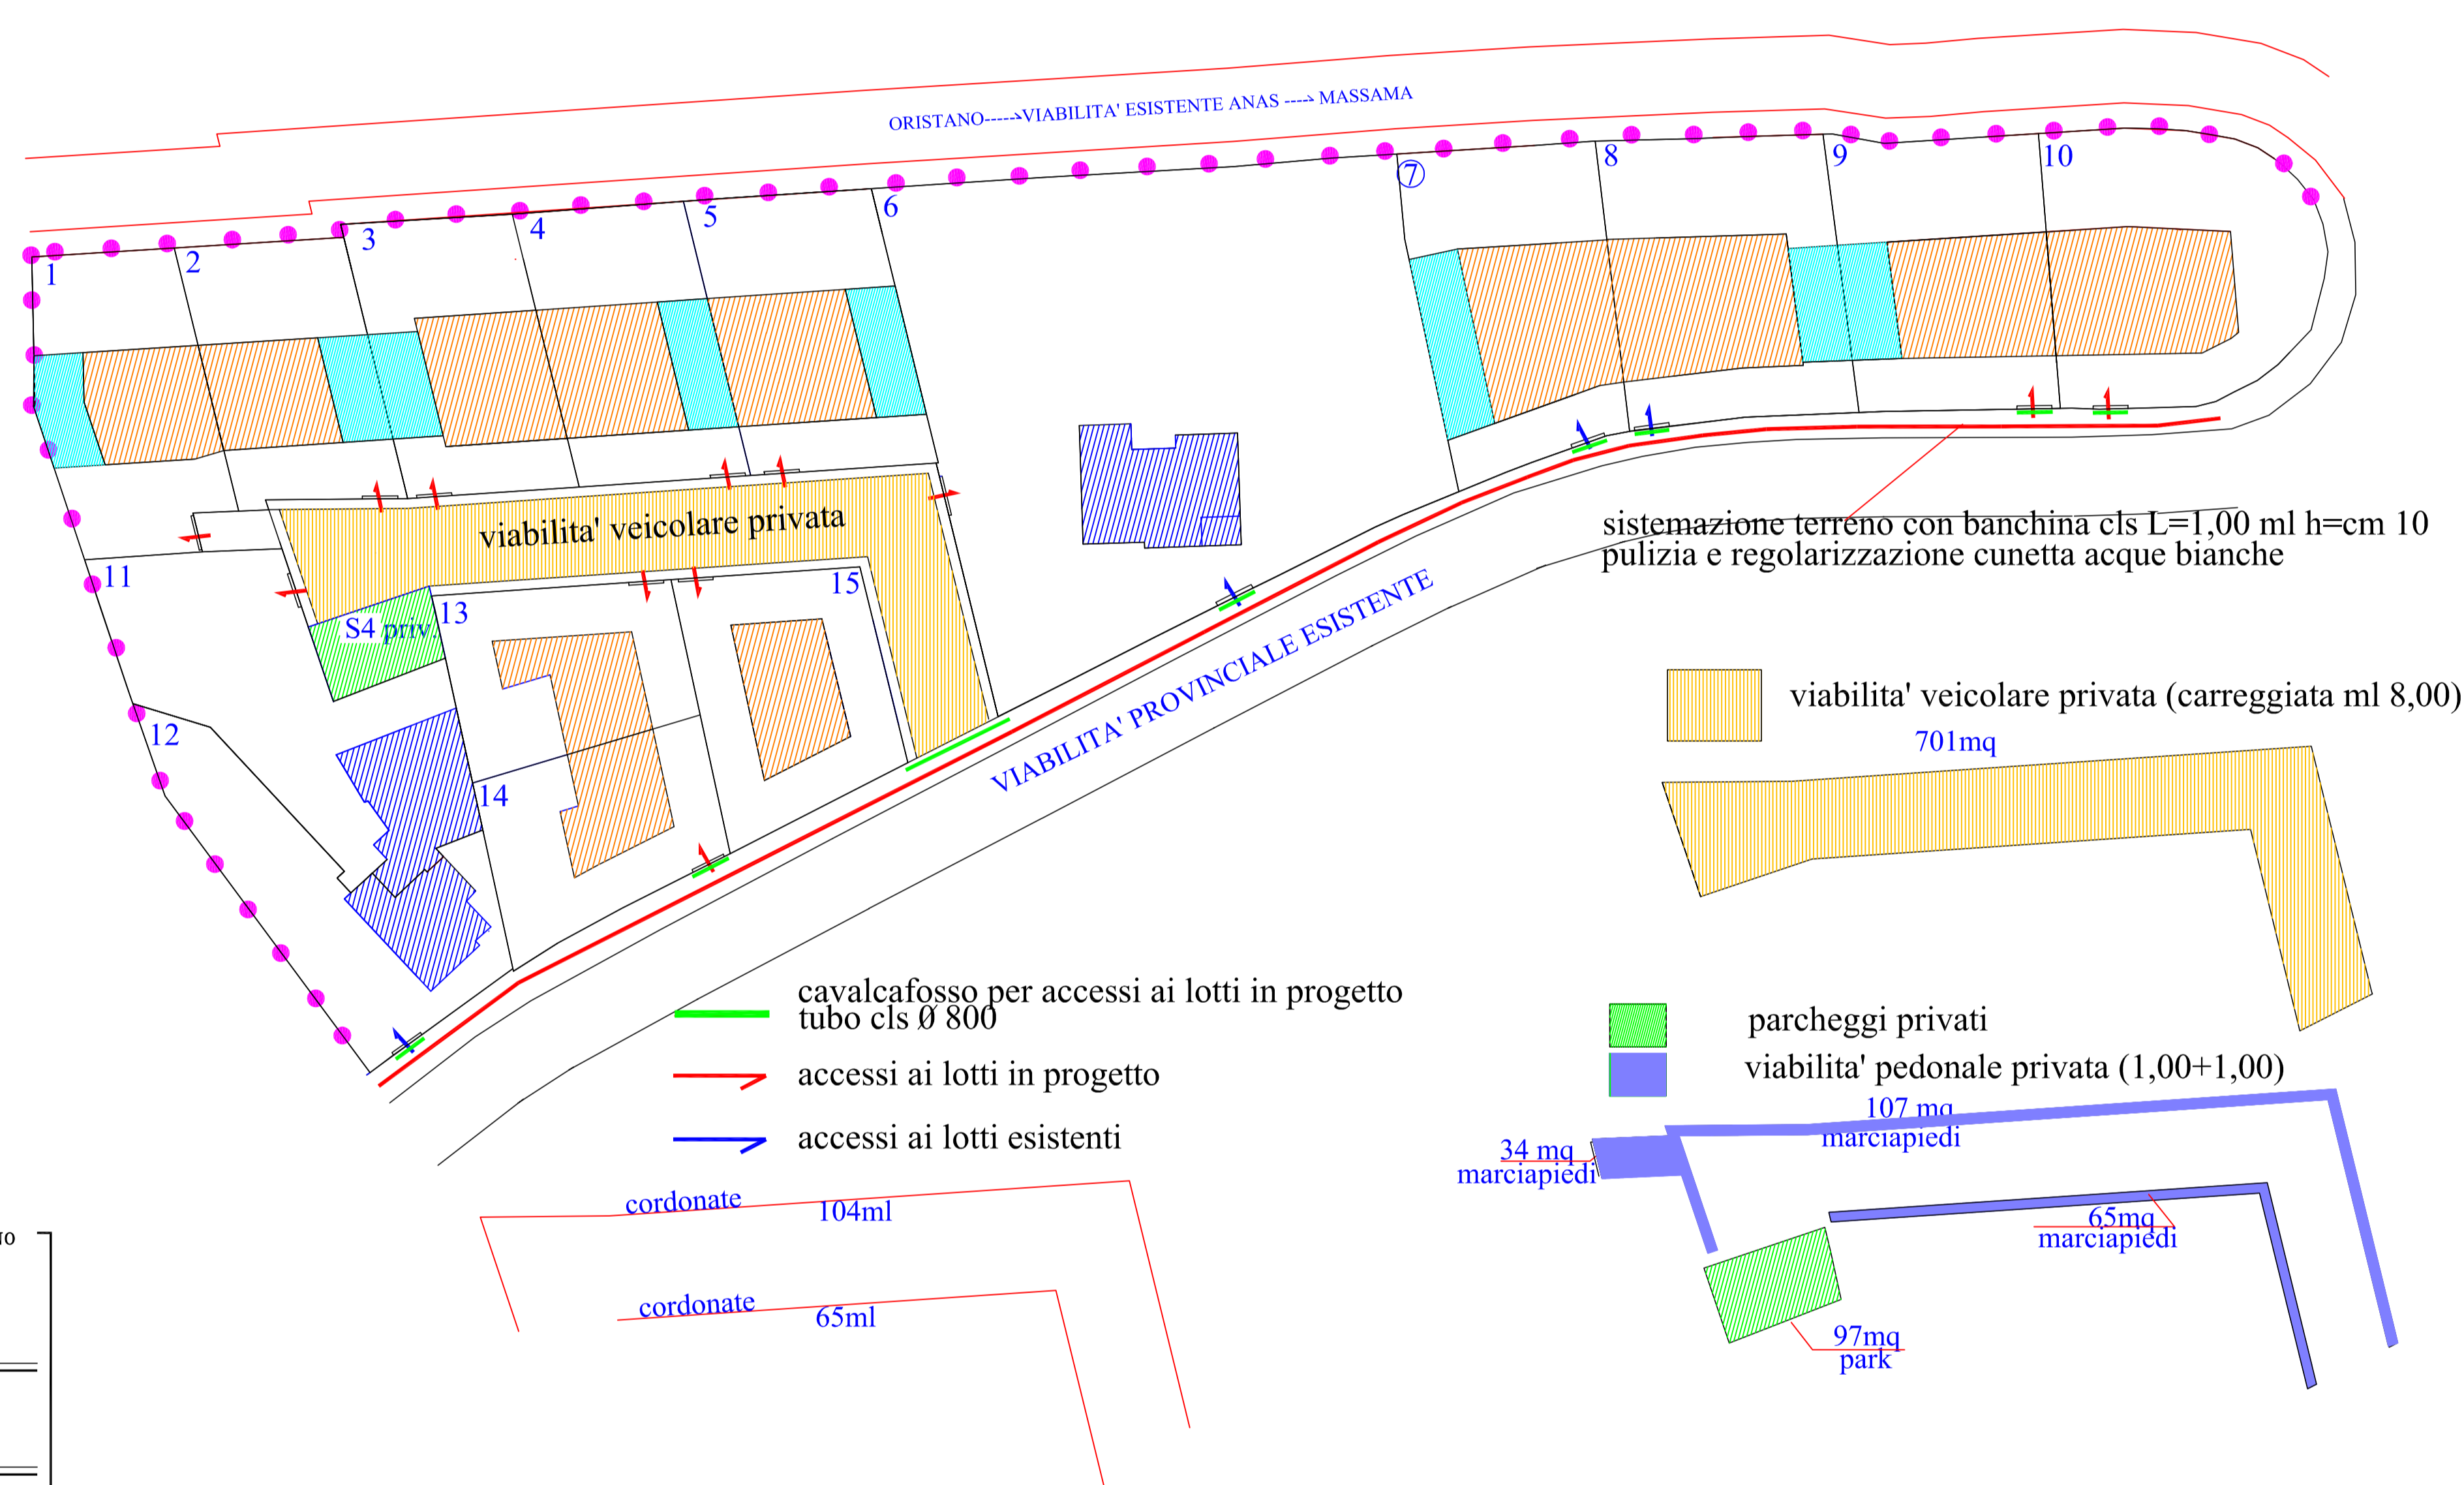 ORISTANO-----VIABILITA' ESISTENTE ANAS ---- MASSAMA
1
2
3
4
5
6
7
8
9
10
viabilita' veicolare privata
11
S4 priv.
13
15
12
14
sistemazione terreno con banchina cls L=1,00 ml h=cm 10
pulizia e regolarizzazione cunetta acque bianche
VIABILITA' PROVINCIALE ESISTENTE
viabilita' veicolare privata (carreggiata ml 8,00)
701mq
cavalcafosso per accessi ai lotti in progetto
tubo cls Ø 800
accessi ai lotti in progetto
accessi ai lotti esistenti
parcheggi privati
viabilita' pedonale privata (1,00+1,00)
107 mq
marciapiedi
34 mq
marciapiedi
cordonate
104ml
65mq
marciapiedi
cordonate
65ml
97mq
park